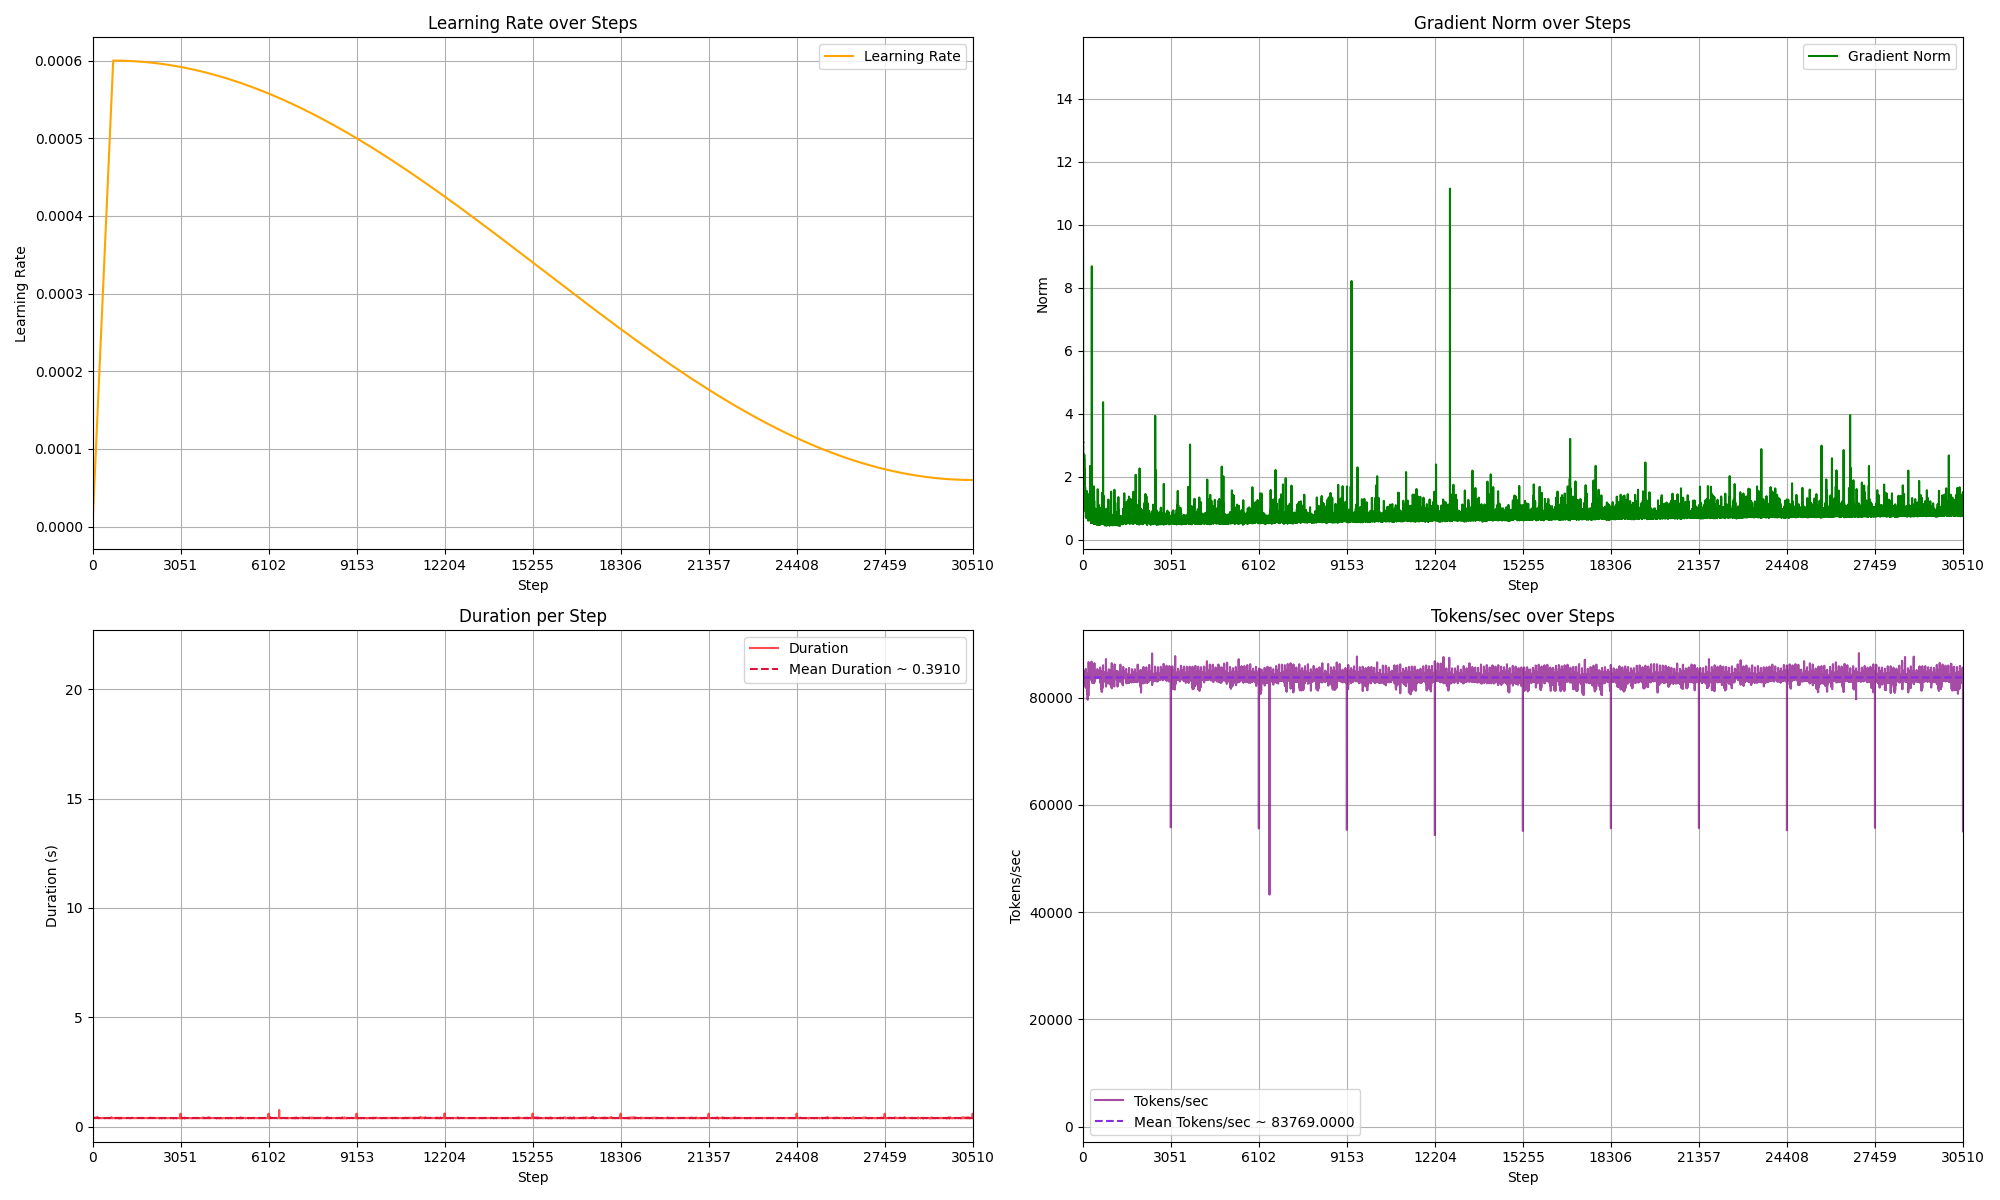 Learning Rate over Steps
Learning Rate
0.0006
0.0005
0.0004
0.0003
0.0002
0.0001
0.0000
Learning Rate
0 3051 6102 9153 12204 15255 18306 21357 24408 27459 30510
Step
Gradient Norm over Steps
Gradient Norm
14
12
10
8
6
4
2
0
Norm
0 3051 6102 9153 12204 15255 18306 21357 24408 27459 30510
Step
Duration per Step
Duration
Mean Duration ~ 0.3910
20
15
10
5
0
Duration (s)
0 3051 6102 9153 12204 15255 18306 21357 24408 27459 30510
Step
Tokens/sec over Steps
80000
60000
40000
20000
0
Tokens/sec
Tokens/sec
Mean Tokens/sec ~ 83769.0000
0 3051 6102 9153 12204 15255 18306 21357 24408 27459 30510
Step